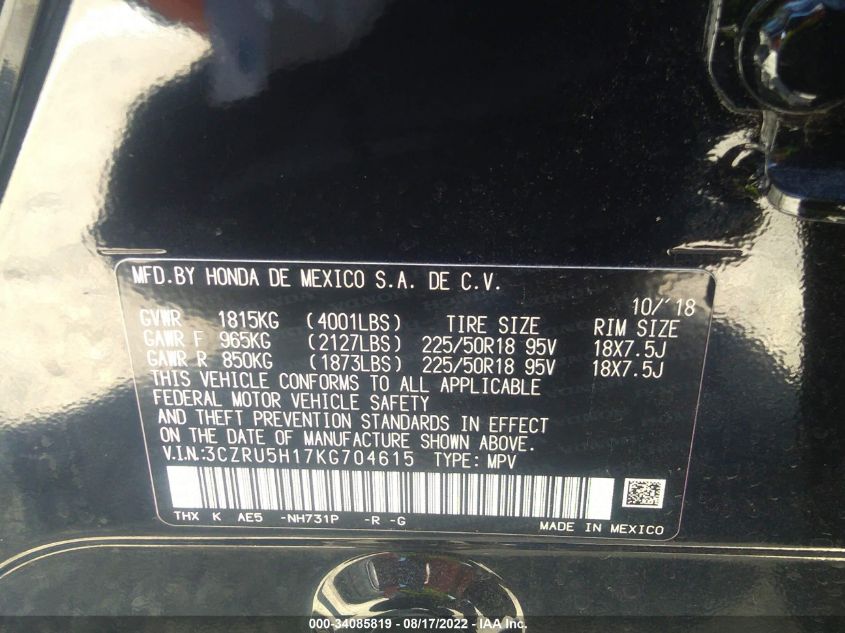 MFD.BY HONDA DE MEXICO S.A. DE C.V.
10/'18
GVWR 1815KG (4001LBS) TIRE SIZE RIM SIZE
GAWR F 965KG (2127LBS) 225/50R18 95V 18X7.5J
GAWR R 850KG (1873LBS) 225/50R18 95V 18X7.5J
THIS VEHICLE CONFORMS TO ALL APPLICABLE
FEDERAL MOTOR VEHICLE SAFETY
AND THEFT PREVENTION STANDARDS IN EFFECT
ON THE DATE OF MANUFACTURE SHOWN ABOVE.
V.I.N:3CZRU5H17KG704615 TYPE: MPV
THX K AE5 -NH731P -R -G
MADE IN MEXICO
000-34085819 - 08/17/2022 - IAA Inc.